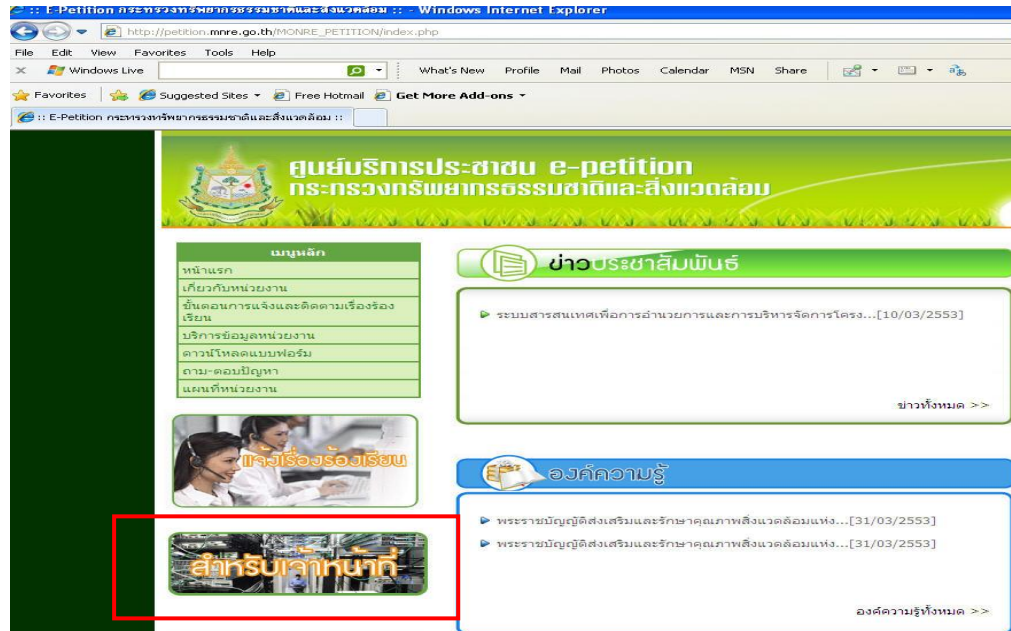 :: E-Petition กระทรวงทรัพยากรธรรมชาติและสิ่งแวดล้อม :: - Windows Internet Explorer
http://petition.mnre.go.th/MONRE_PETITION/index.php
File Edit View Favorites Tools Help
Windows Live What's New Profile Mail Photos Calendar MSN Share
Favorites Suggested Sites Free Hotmail Get More Add-ons
:: E-Petition กระทรวงทรัพยากรธรรมชาติและสิ่งแวดล้อม ::
ศูนย์บริการประชาชน e-petition
กระทรวงทรัพยากรธรรมชาติและสิ่งแวดล้อม
เมนูหลัก
หน้าแรก
เกี่ยวกับหน่วยงาน
ขั้นตอนการแจ้งและติดตามเรื่องร้อง
เรียน
บริการข้อมูลหน่วยงาน
ดาวน์โหลดแบบฟอร์ม
ถาม-ตอบปัญหา
แผนที่หน่วยงาน
แจ้งเรื่องร้องเรียน
สำหรับเจ้าหน้าที่
ข่าวประชาสัมพันธ์
ระบบสารสนเทศเพื่อการอำนวยการและการบริหารจัดการโครง...[10/03/2553]
ข่าวทั้งหมด >>
องค์ความรู้
พระราชบัญญัติส่งเสริมและรักษาคุณภาพสิ่งแวดล้อมแห่ง...[31/03/2553]
พระราชบัญญัติส่งเสริมและรักษาคุณภาพสิ่งแวดล้อมแห่ง...[31/03/2553]
องค์ความรู้ทั้งหมด >>